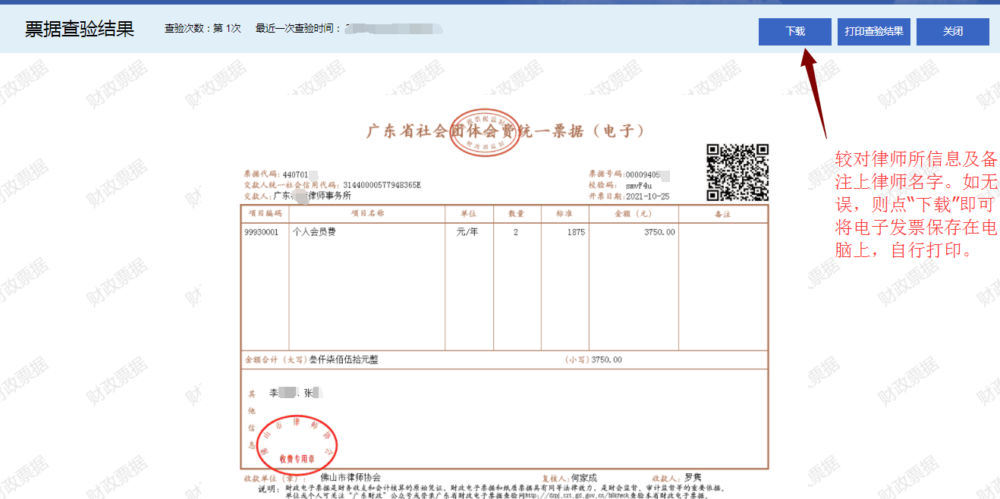 票据查验结果
查验次数：第 1次 最近一次查验时间：
下载
打印查验结果
关闭
广东省社会团体会费统一票据（电子）
票据代码：440701
票据号码：00009405
交款人统一社会信用代码：31440000577948365E
校验码： smvF4u
交款人：广东 律师事务所
开票日期：2021-10-25
较对律师所信息及备
注上律师名字。如无
误，则点“下载”即可
将电子发票保存在电
脑上，自行打印。
项目编码 项目名称 单位 数量 标准 金额（元） 备注
99930001 个人会员费 元/年 2 1875 3750.00
金额合计（大写）叁仟柒佰伍拾元整 （小写）3750.00
其他信息
李 . 张
佛山市律师协会
收费专用章
收款单位（章）： 佛山市律师协会 复核人：何家成 收款人：罗隽
说明：财政电子票据是财务收支和会计核算的原始凭证，财政电子票据和纸质票据具有同等法律效力，是财会监督、审计监督等的重要依据。
单位或个人可关注“广东财政”公众号或登录广东省财政电子票据查验网http://dzpj.czt.gd.gov.cn/billcheck查验本省财政电子票据。
财政票据